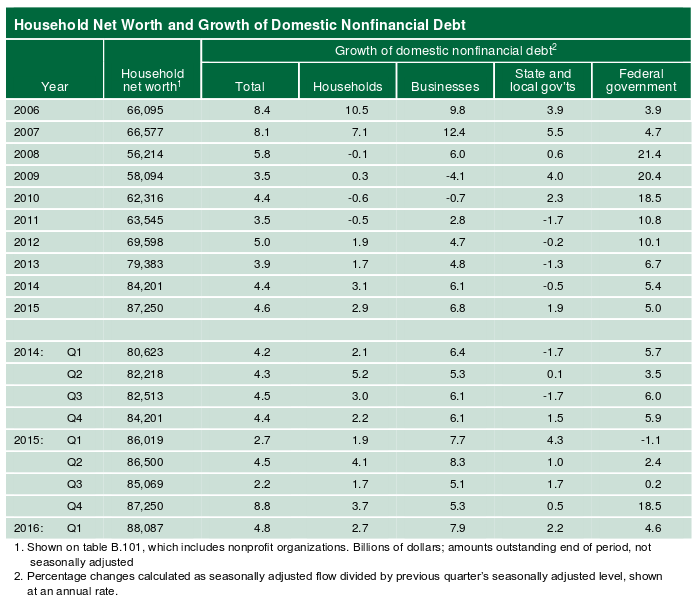 Household Net Worth and Growth of Domestic Nonfinancial Debt
Growth of domestic nonfinancial debt2
Year Household net worth1 Total Households Businesses State and local gov'ts Federal government
2006 66,095 8.4 10.5 9.8 3.9 3.9
2007 66,577 8.1 7.1 12.4 5.5 4.7
2008 56,214 5.8 -0.1 6.0 0.6 21.4
2009 58,094 3.5 0.3 -4.1 4.0 20.4
2010 62,316 4.4 -0.6 -0.7 2.3 18.5
2011 63,545 3.5 -0.5 2.8 -1.7 10.8
2012 69,598 5.0 1.9 4.7 -0.2 10.1
2013 79,383 3.9 1.7 4.8 -1.3 6.7
2014 84,201 4.4 3.1 6.1 -0.5 5.4
2015 87,250 4.6 2.9 6.8 1.9 5.0
2014: Q1 80,623 4.2 2.1 6.4 -1.7 5.7
Q2 82,218 4.3 5.2 5.3 0.1 3.5
Q3 82,513 4.5 3.0 6.1 -1.7 6.0
Q4 84,201 4.4 2.2 6.1 1.5 5.9
2015: Q1 86,019 2.7 1.9 7.7 4.3 -1.1
Q2 86,500 4.5 4.1 8.3 1.0 2.4
Q3 85,069 2.2 1.7 5.1 1.7 0.2
Q4 87,250 8.8 3.7 5.3 0.5 18.5
2016: Q1 88,087 4.8 2.7 7.9 2.2 4.6
1. Shown on table B.101, which includes nonprofit organizations. Billions of dollars; amounts outstanding end of period, not
seasonally adjusted
2. Percentage changes calculated as seasonally adjusted flow divided by previous quarter's seasonally adjusted level, shown
at an annual rate.